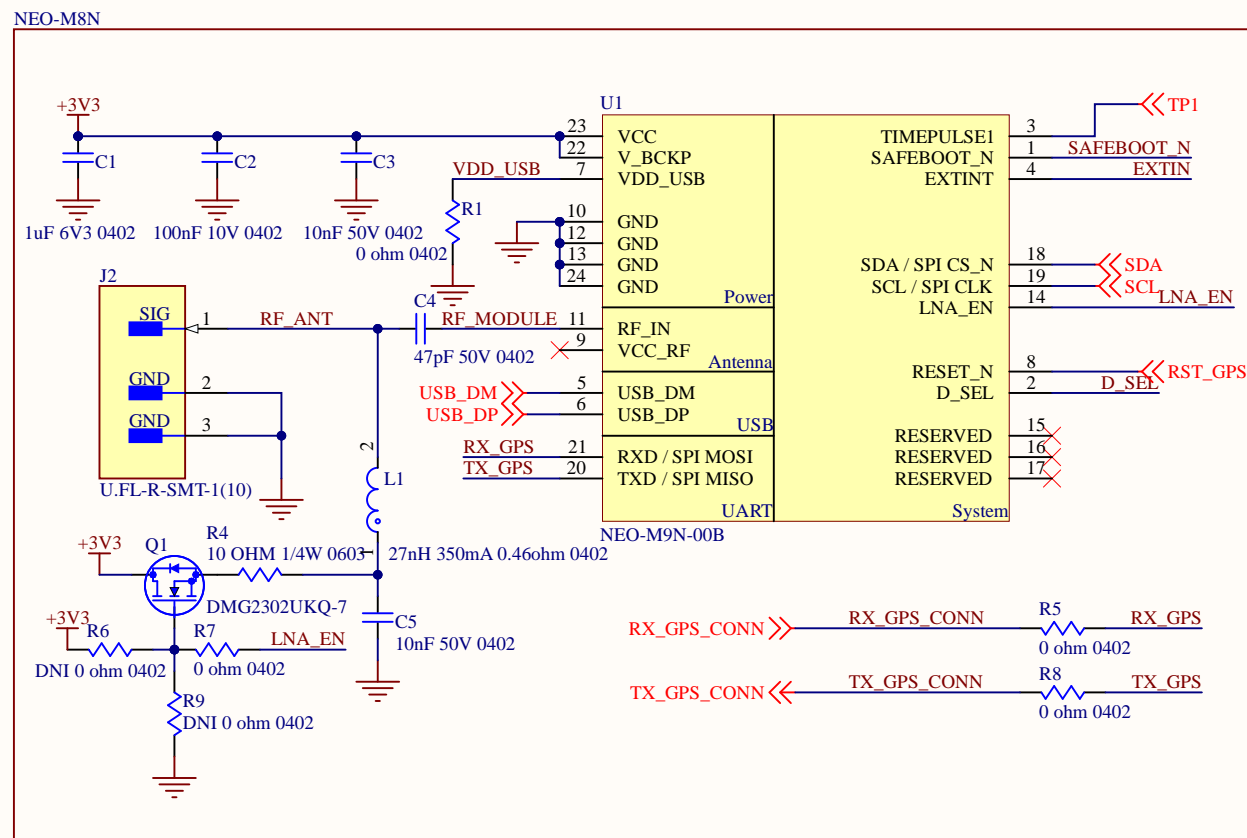 NEO-M8N
+3V3
C1
1uF 6V3 0402
C2
100nF 10V 0402
C3
10nF 50V 0402
VDD_USB
R1
0 ohm 0402
U1
23 VCC
22 V_BCKP
7 VDD_USB
10 GND
12 GND
13 GND
24 GND
Power
11 RF_IN
9 VCC_RF
Antenna
5 USB_DM
6 USB_DP
USB
21 RXD / SPI MOSI
20 TXD / SPI MISO
UART
TIMEPULSE1 3
SAFEBOOT_N 1
EXTINT 4
SDA / SPI CS_N 18
SCL / SPI CLK 19
LNA_EN 14
RESET_N 8
D_SEL 2
RESERVED 15
RESERVED 16
RESERVED 17
System
NEO-M9N-00B
TP1
SAFEBOOT_N
EXTIN
SDA
SCL
LNA_EN
RST_GPS
D_SEL
J2
SIG 1
GND 2
GND 3
U.FL-R-SMT-1(10)
RF_ANT
C4
47pF 50V 0402
RF_MODULE
USB_DM
USB_DP
RX_GPS
TX_GPS
2
L1
1
27nH 350mA 0.46ohm 0402
+3V3
Q1
DMG2302UKQ-7
R4
10 OHM 1/4W 0603
C5
10nF 50V 0402
+3V3
R6
DNI 0 ohm 0402
R7
0 ohm 0402
LNA_EN
R9
DNI 0 ohm 0402
RX_GPS_CONN RX_GPS_CONN R5 RX_GPS
0 ohm 0402
TX_GPS_CONN TX_GPS_CONN R8 TX_GPS
0 ohm 0402